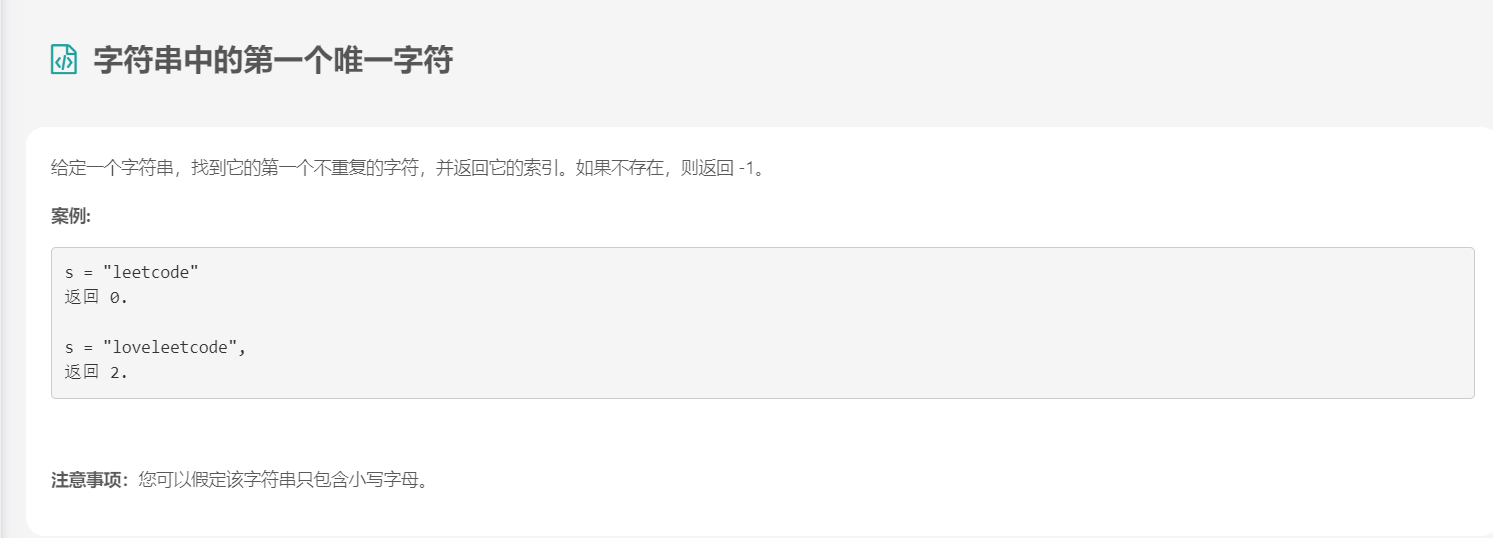 字符串中的第一个唯一字符
给定一个字符串，找到它的第一个不重复的字符，并返回它的索引。如果不存在，则返回 -1。
案例:
s = "leetcode"
返回 0.
s = "loveleetcode",
返回 2.
注意事项：您可以假定该字符串只包含小写字母。